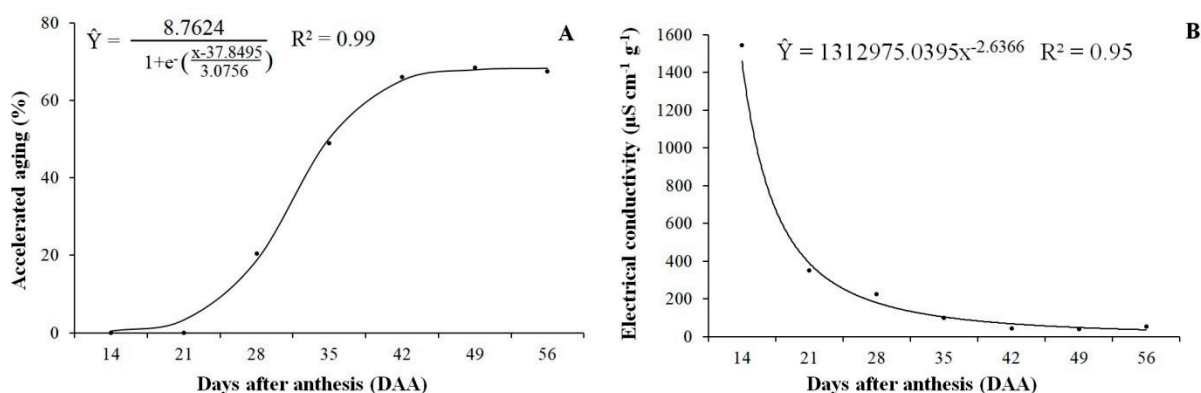 80
60
40
20
0
Accelerated aging (%)
Ŷ = 8.7624 / 1+e-(x-37.8495 / 3.0756) R² = 0.99
A
14 21 28 35 42 49 56
Days after anthesis (DAA)
1600
1400
1200
1000
800
600
400
200
0
Electrical conductivity (µS cm⁻¹ g⁻¹)
Ŷ = 1312975.0395x⁻²·⁶³⁶⁶ R² = 0.95
B
14 21 28 35 42 49 56
Days after anthesis (DAA)